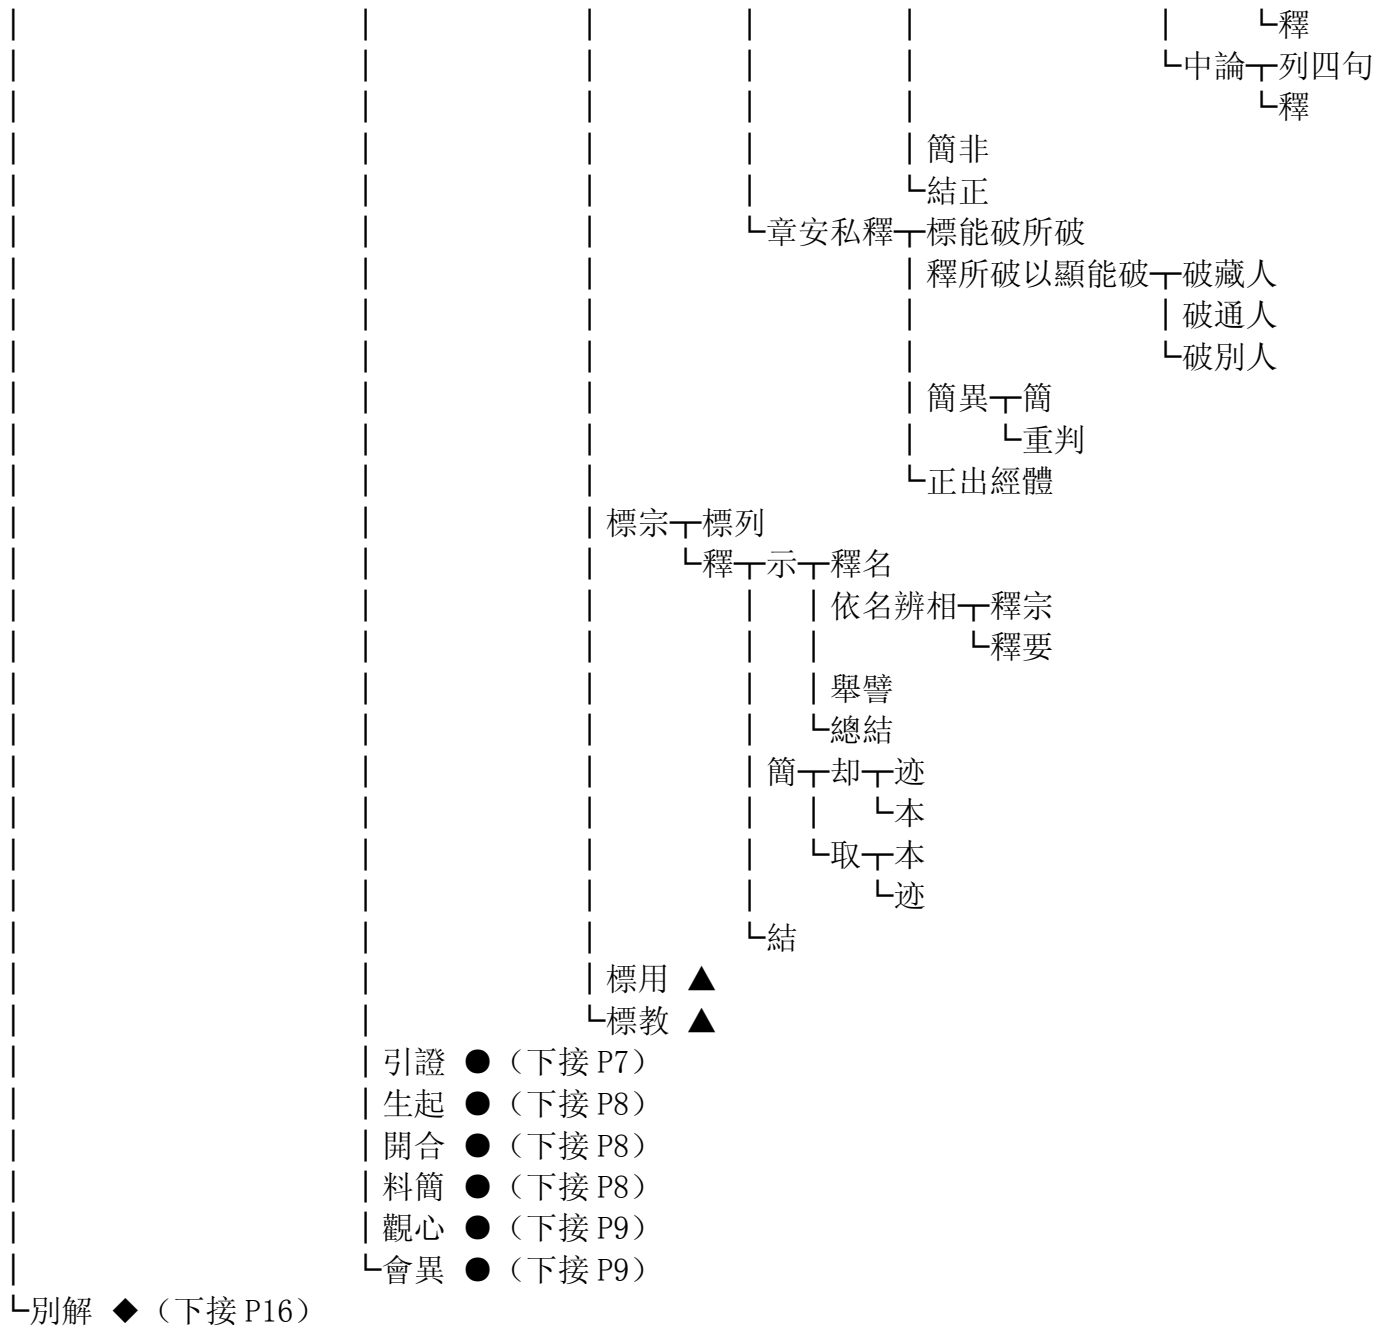 │　│　│　│　│　│　└釋
│　│　│　│　│　└中論┬列四句
│　│　│　│　│　└釋
│　│　│　│　│簡非
│　│　│　│　└結正
│　│　│　└章安私釋┬標能破所破
│　│　│　│釋所破以顯能破┬破藏人
│　│　│　│　│破通人
│　│　│　│　└破別人
│　│　│　│簡異┬簡
│　│　│　│　└重判
│　│　│　└正出經體
│　│　│標宗┬標列
│　│　│　└釋┬示┬釋名
│　│　│　│　│依名辨相┬釋宗
│　│　│　│　│　└釋要
│　│　│　│　│舉譬
│　│　│　│　└總結
│　│　│　│簡┬却┬迹
│　│　│　│　│　└本
│　│　│　│　└取┬本
│　│　│　│　└迹
│　│　│　└結
│　│　│標用 ▲
│　│　└標教 ▲
│　│引證 ●（下接 P7）
│　│生起 ●（下接 P8）
│　│開合 ●（下接 P8）
│　│料簡 ●（下接 P8）
│　│觀心 ●（下接 P9）
│　└會異 ●（下接 P9）
└別解 ◆（下接 P16）